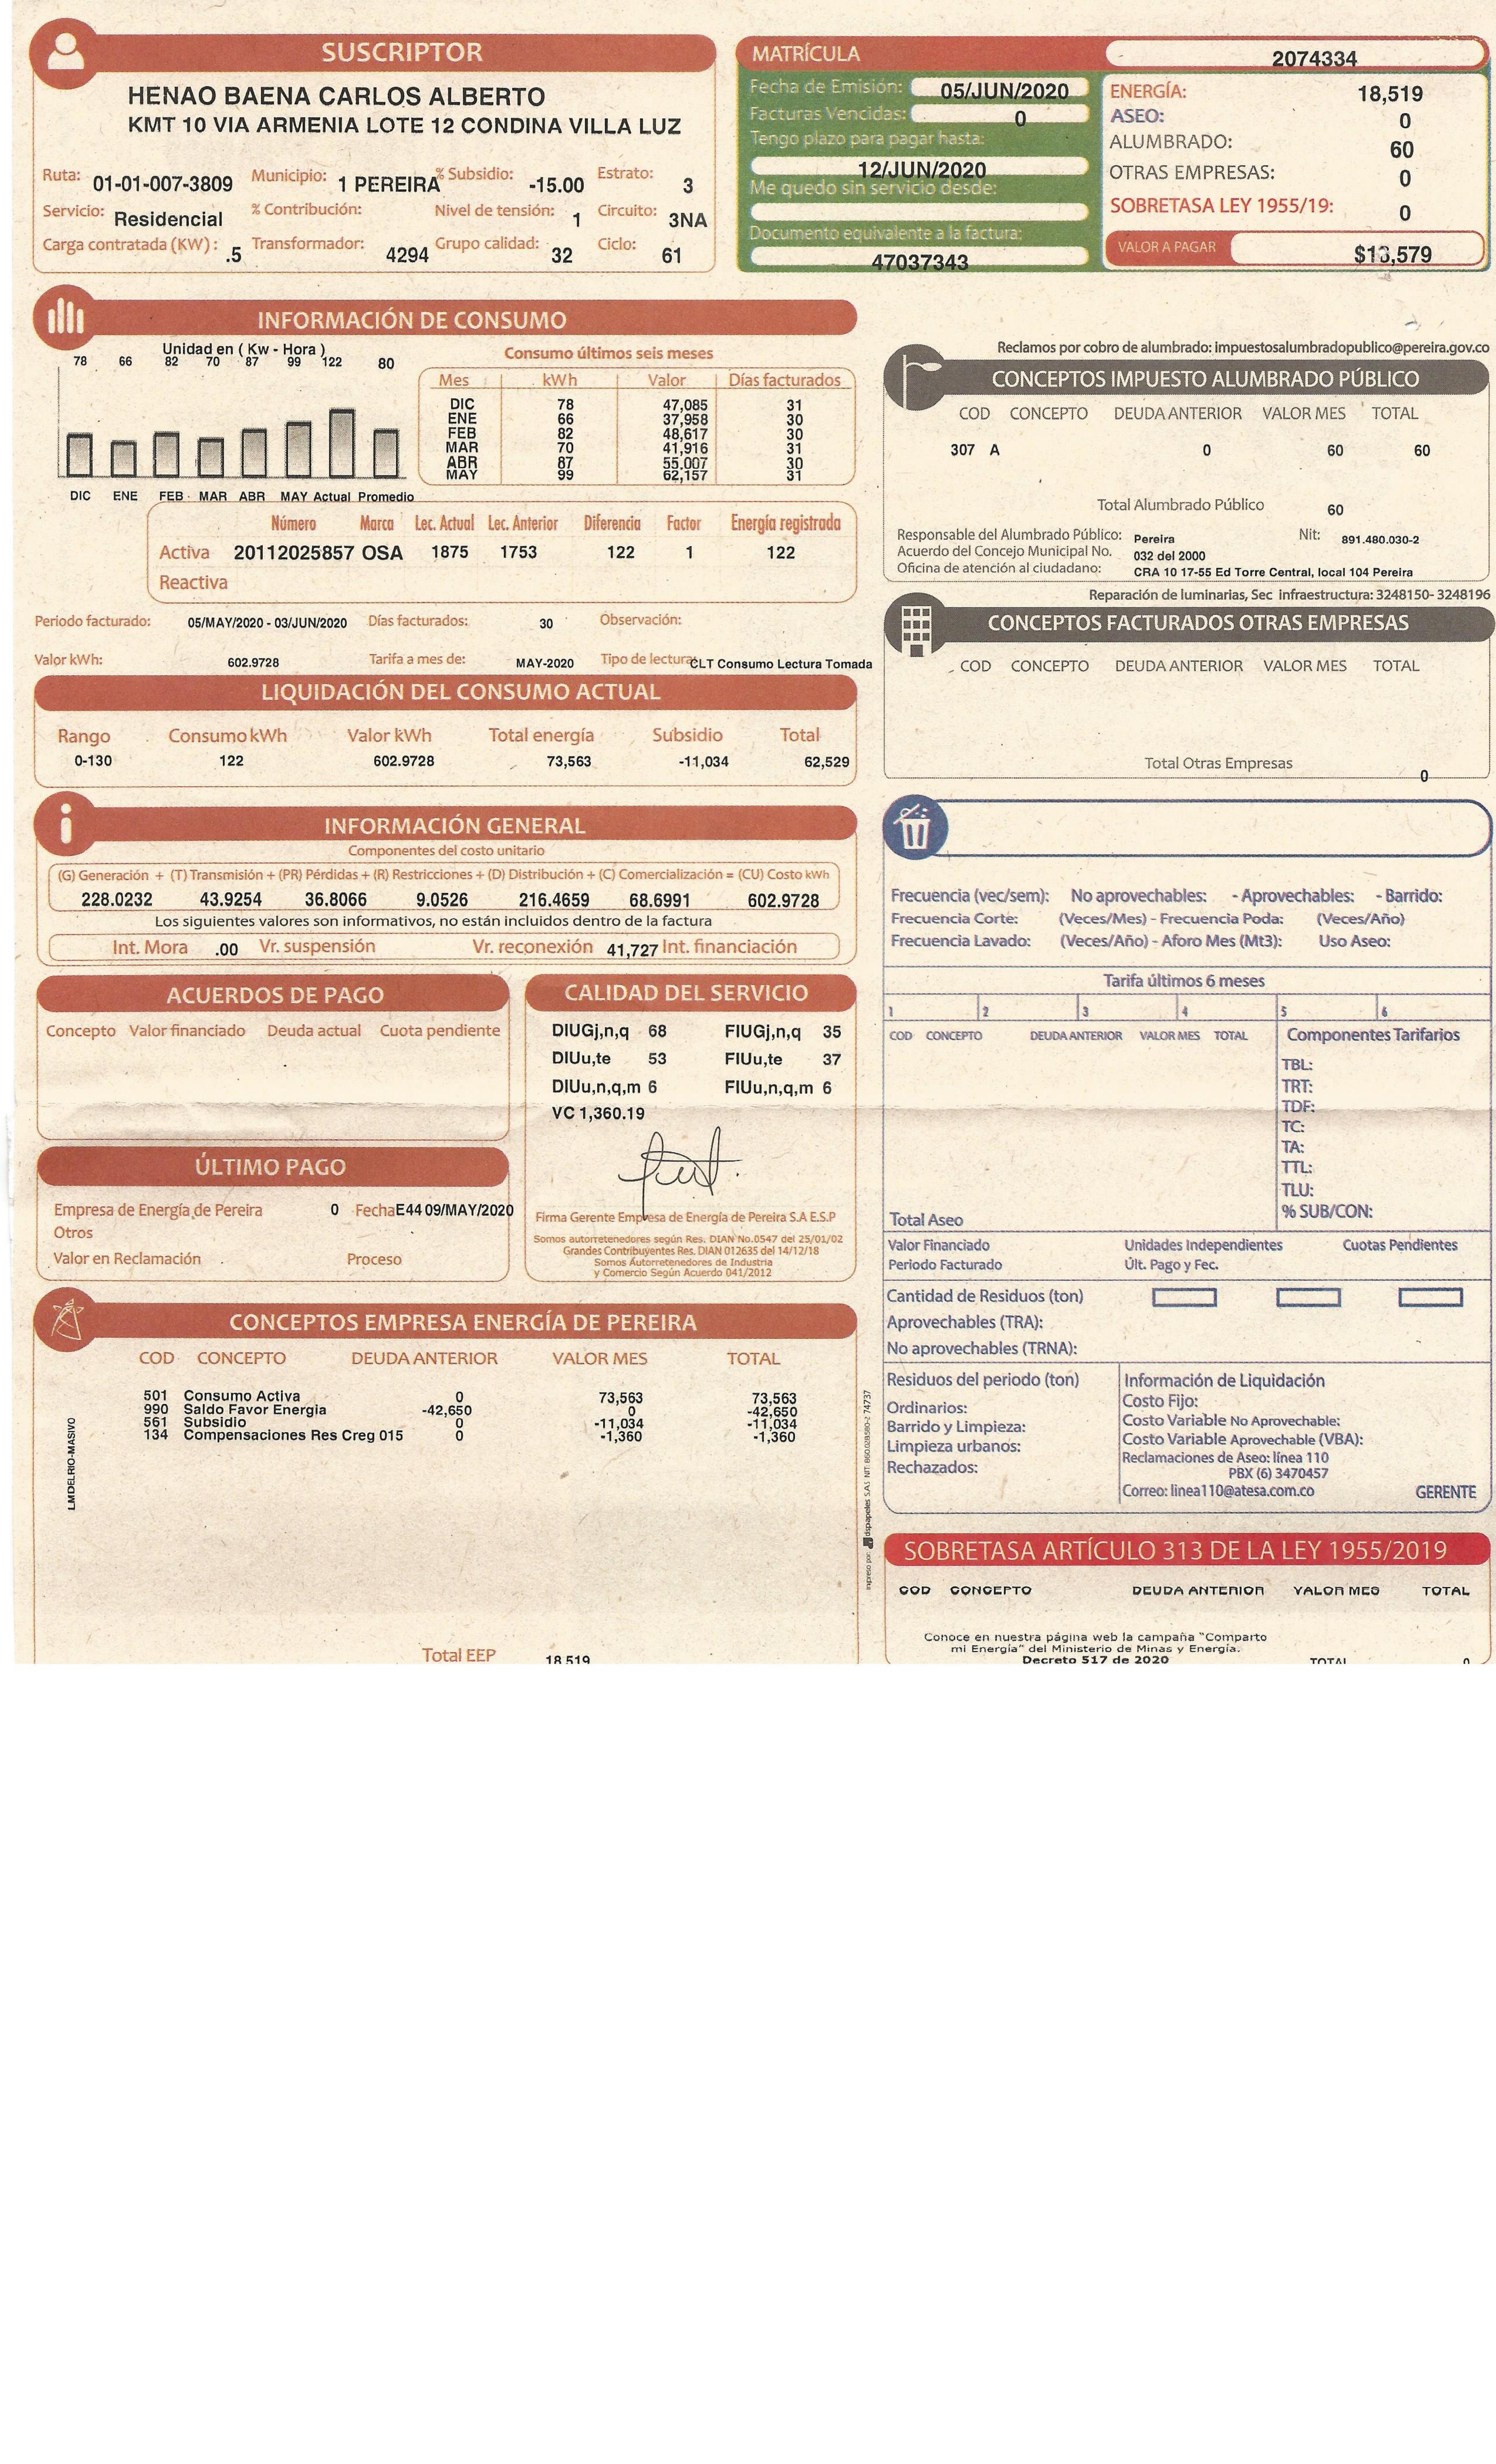 SUSCRIPTOR
HENAO BAENA CARLOS ALBERTO
KMT 10 VIA ARMENIA LOTE 12 CONDINA VILLA LUZ
Ruta: 01-01-007-3809 Municipio: 1 PEREIRA % Subsidio: -15.00 Estrato: 3
Servicio: Residencial % Contribución: Nivel de tensión: 1 Circuito: 3NA
Carga contratada (KW) : .5 Transformador: 4294 Grupo calidad: 32 Ciclo: 61
MATRÍCULA 2074334
Fecha de Emisión: 05/JUN/2020
Facturas Vencidas: 0
Tengo plazo para pagar hasta:
12/JUN/2020
Me quedo sin servicio desde:
Documento equivalente a la factura:
47037343
ENERGÍA: 18,519
ASEO: 0
ALUMBRADO: 60
OTRAS EMPRESAS: 0
SOBRETASA LEY 1955/19: 0
VALOR A PAGAR $18,579
INFORMACIÓN DE CONSUMO
Unidad en ( Kw - Hora )
78 66 82 70 87 99 122 80
DIC ENE FEB MAR ABR MAY Actual Promedio
Consumo últimos seis meses
Mes kWh Valor Días facturados
DIC 78 47,085 31
ENE 66 37,958 30
FEB 82 48,617 30
MAR 70 41,916 31
ABR 87 55,007 30
MAY 99 62,157 31
Número Marca Lec. Actual Lec. Anterior Diferencia Factor Energía registrada
Activa 20112025857 OSA 1875 1753 122 1 122
Reactiva
Periodo facturado: 05/MAY/2020 - 03/JUN/2020 Días facturados: 30 Observación:
Valor kWh: 602.9728 Tarifa a mes de: MAY-2020 Tipo de lectura: CLT Consumo Lectura Tomada
LIQUIDACIÓN DEL CONSUMO ACTUAL
Rango Consumo kWh Valor kWh Total energía Subsidio Total
0-130 122 602.9728 73,563 -11,034 62,529
INFORMACIÓN GENERAL
Componentes del costo unitario
(G) Generación + (T) Transmisión + (PR) Pérdidas + (R) Restricciones + (D) Distribución + (C) Comercialización = (CU) Costo kWh
228.0232 43.9254 36.8066 9.0526 216.4659 68.6991 602.9728
Los siguientes valores son informativos, no están incluidos dentro de la factura
Int. Mora .00 Vr. suspensión Vr. reconexión 41,727 Int. financiación
ACUERDOS DE PAGO
Concepto Valor financiado Deuda actual Cuota pendiente
CALIDAD DEL SERVICIO
DIUGj,n,q 68 FIUGj,n,q 35
DIUu,te 53 FIUu,te 37
DIUu,n,q,m 6 FIUu,n,q,m 6
VC 1,360.19
Firma Gerente Empresa de Energía de Pereira S.A E.S.P
Somos autorretenedores según Res. DIAN No.0547 del 25/01/02
Grandes Contribuyentes Res. DIAN 012635 del 14/12/18
Somos Autorretenedores de Industria
y Comercio Según Acuerdo 041/2012
ÚLTIMO PAGO
Empresa de Energía de Pereira 0 Fecha E44 09/MAY/2020
Otros
Valor en Reclamación Proceso
CONCEPTOS EMPRESA ENERGÍA DE PEREIRA
COD CONCEPTO DEUDA ANTERIOR VALOR MES TOTAL
501 Consumo Activa 0 73,563 73,563
990 Saldo Favor Energia -42,650 0 -42,650
561 Subsidio 0 -11,034 -11,034
134 Compensaciones Res Creg 015 0 -1,360 -1,360
LMDELRIO-MASIVO
Total EEP 18,519
Reclamos por cobro de alumbrado: impuestosalumbradopublico@pereira.gov.co
CONCEPTOS IMPUESTO ALUMBRADO PÚBLICO
COD CONCEPTO DEUDA ANTERIOR VALOR MES TOTAL
307 A 0 60 60
Total Alumbrado Público 60
Responsable del Alumbrado Público: Pereira Nit: 891.480.030-2
Acuerdo del Concejo Municipal No. 032 del 2000
Oficina de atención al ciudadano: CRA 10 17-55 Ed Torre Central, local 104 Pereira
Reparación de luminarias, Sec infraestructura: 3248150- 3248196
CONCEPTOS FACTURADOS OTRAS EMPRESAS
COD CONCEPTO DEUDA ANTERIOR VALOR MES TOTAL
Total Otras Empresas 0
Frecuencia (vec/sem): No aprovechables: - Aprovechables: - Barrido:
Frecuencia Corte: (Veces/Mes) - Frecuencia Poda: (Veces/Año)
Frecuencia Lavado: (Veces/Año) - Aforo Mes (Mt3): Uso Aseo:
Tarifa últimos 6 meses
1 2 3 4 5 6
COD CONCEPTO DEUDA ANTERIOR VALOR MES TOTAL Componentes Tarifarios
TBL:
TRT:
TDF:
TC:
TA:
TTL:
TLU:
Total Aseo % SUB/CON:
Valor Financiado Unidades Independientes Cuotas Pendientes
Periodo Facturado Últ. Pago y Fec.
Cantidad de Residuos (ton)
Aprovechables (TRA):
No aprovechables (TRNA):
Residuos del periodo (ton)
Ordinarios:
Barrido y Limpieza:
Limpieza urbanos:
Rechazados:
Información de Liquidación
Costo Fijo:
Costo Variable No Aprovechable:
Costo Variable Aprovechable (VBA):
Reclamaciones de Aseo: línea 110
PBX (6) 3470457
Correo: linea110@atesa.com.co GERENTE
SOBRETASA ARTÍCULO 313 DE LA LEY 1955/2019
COD CONCEPTO DEUDA ANTERIOR VALOR MES TOTAL
Conoce en nuestra página web la campaña "Comparto
mi Energía" del Ministerio de Minas y Energía.
Decreto 517 de 2020 TOTAL 0